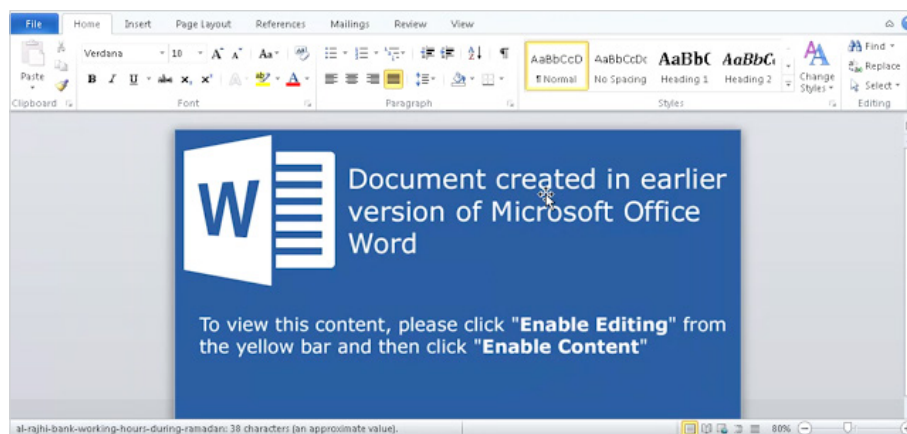 File Home Insert Page Layout References Mailings Review View
Verdana 10 A A Aa
Find
AaBbCcD AaBbCcDc AaBb( AaBbC
Replace
Paste
B I U abc X, X A A
¶ Normal No Spacing Heading 1 Heading 2
Change Styles
Select
Clipboard Font Paragraph Styles Editing
W
Document created in earlier
version of Microsoft Office
Word
To view this content, please click "Enable Editing" from
the yellow bar and then click "Enable Content"
al-rajhi-bank-working-hours-during-ramadan: 38 characters (an approximate value).
80%